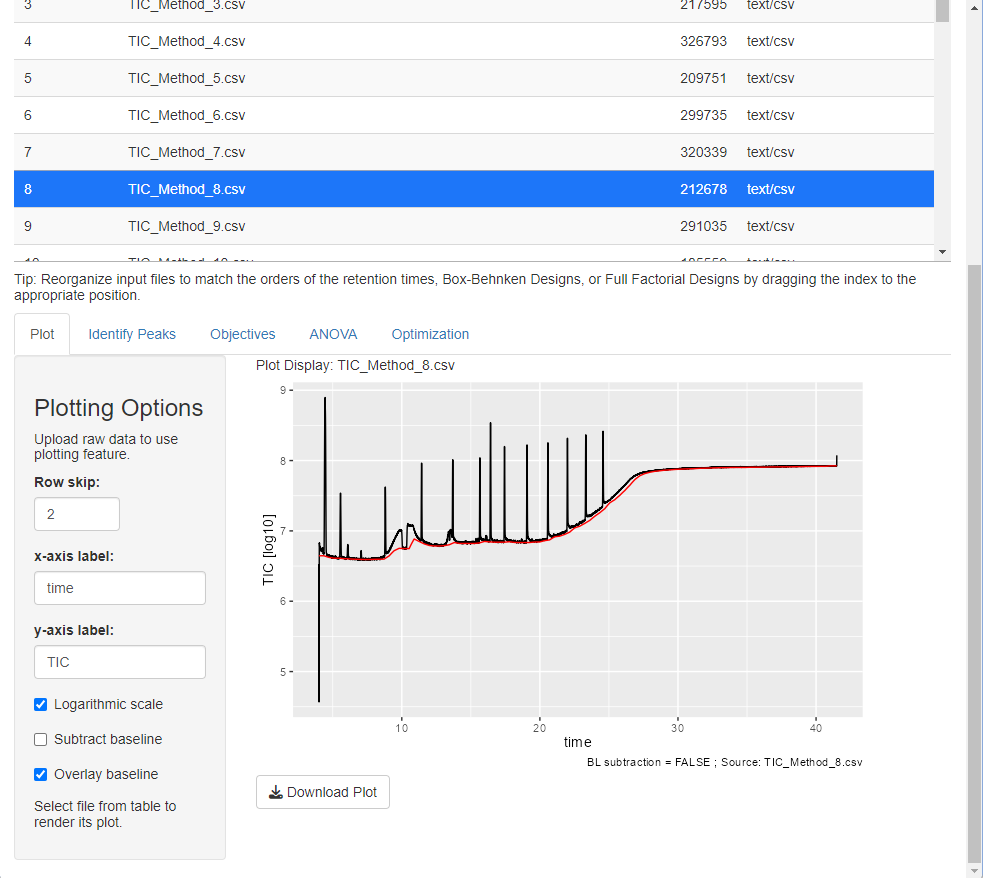 3 TIC_Method_3.csv 217595 text/csv
4 TIC_Method_4.csv 326793 text/csv
5 TIC_Method_5.csv 209751 text/csv
6 TIC_Method_6.csv 299735 text/csv
7 TIC_Method_7.csv 320339 text/csv
8 TIC_Method_8.csv 212678 text/csv
9 TIC_Method_9.csv 291035 text/csv
Tip: Reorganize input files to match the orders of the retention times, Box-Behnken Designs, or Full Factorial Designs by dragging the index to the
appropriate position.
Plot Identify Peaks Objectives ANOVA Optimization
Plotting Options
Upload raw data to use
plotting feature.
Row skip:
2
x-axis label:
time
y-axis label:
TIC
Logarithmic scale
Subtract baseline
Overlay baseline
Select file from table to
render its plot.
Plot Display: TIC_Method_8.csv
9
8
7
6
5
TIC [log10]
10 20 30 40
time
BL subtraction = FALSE ; Source: TIC_Method_8.csv
Download Plot